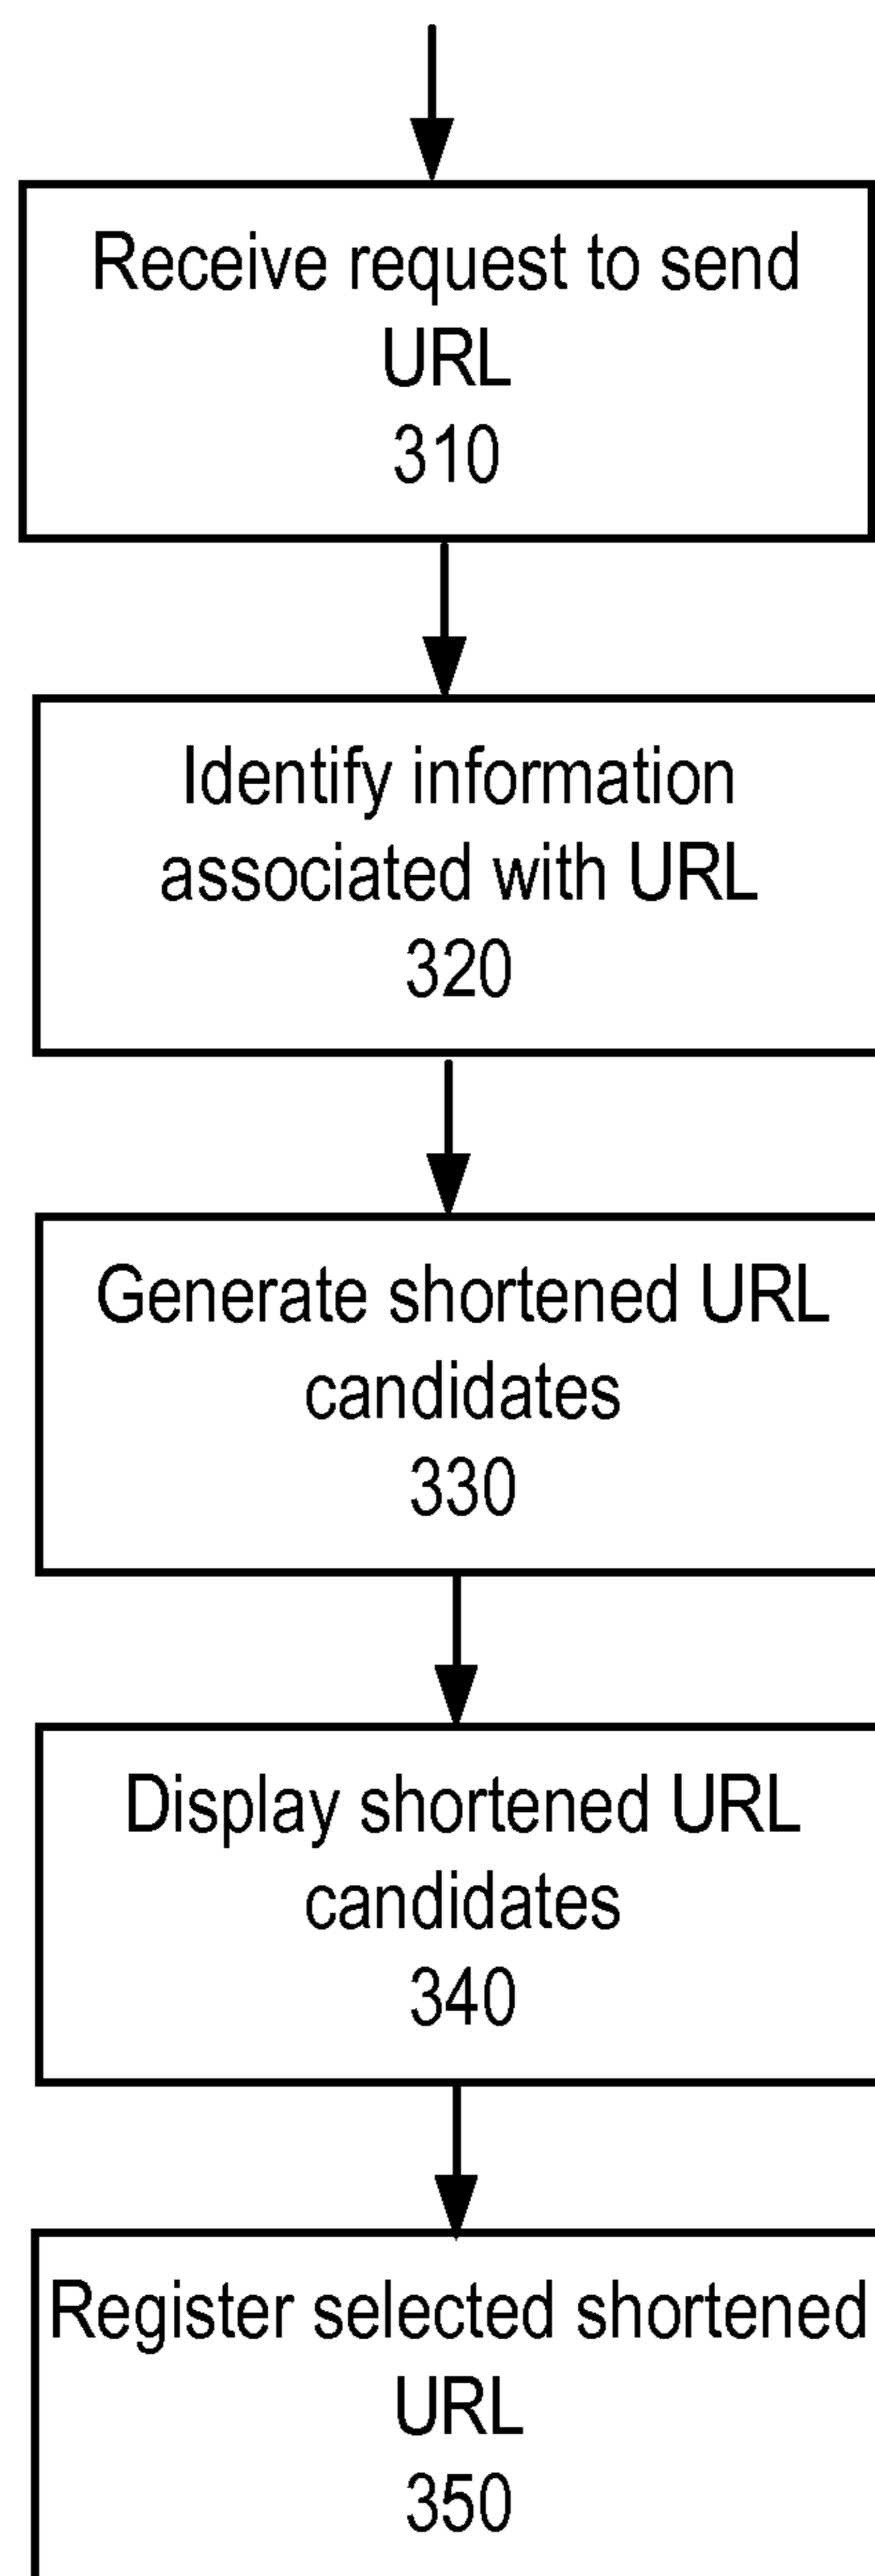 Receive request to send
URL
310
Identify information
associated with URL
320
Generate shortened URL
candidates
330
Display shortened URL
candidates
340
Register selected shortened
URL
350